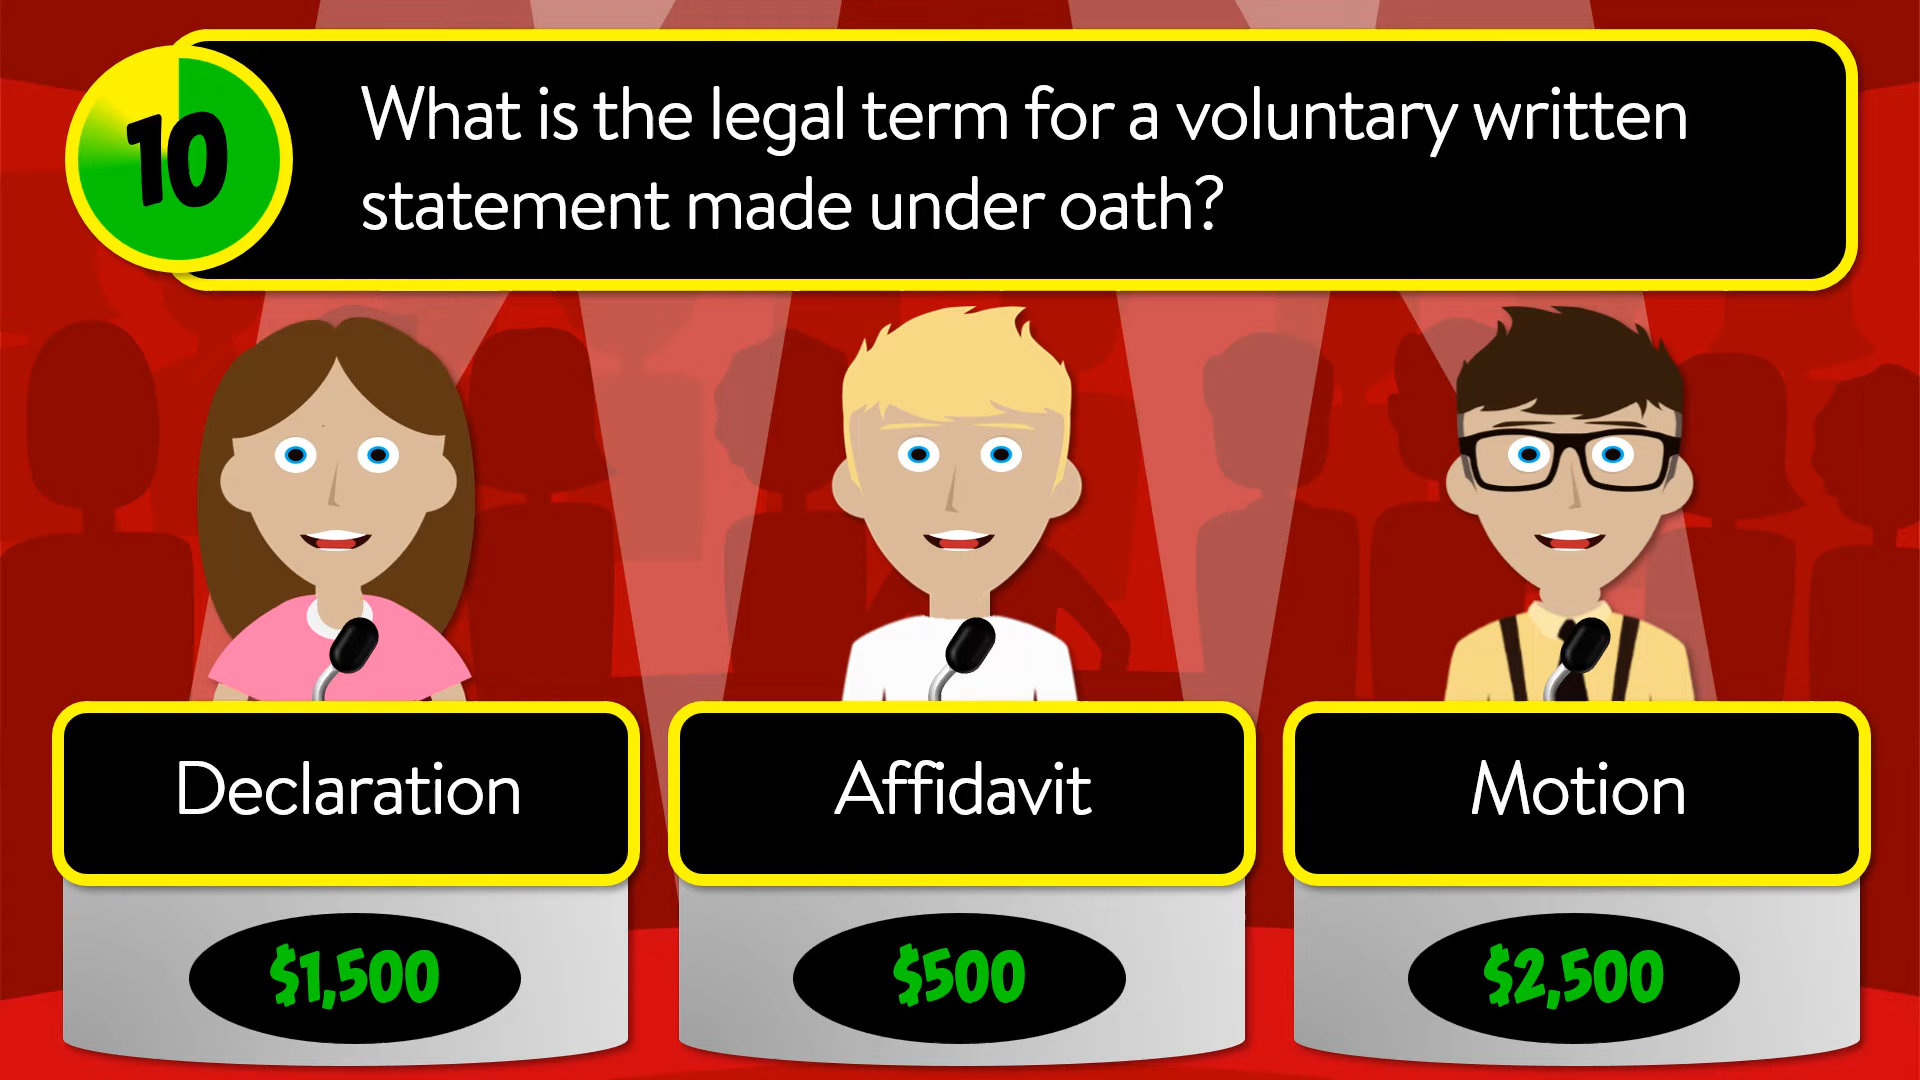 10
What is the legal term for a voluntary written
statement made under oath?
Declaration
Affidavit
Motion
$1,500
$500
$2,500